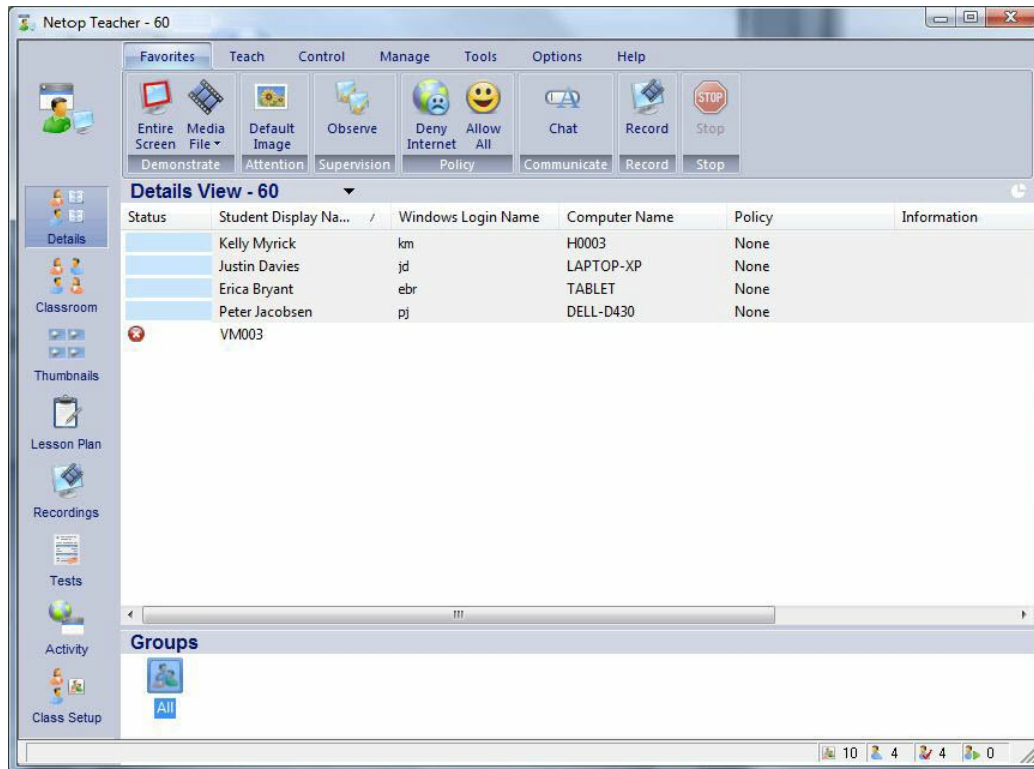 Netop Teacher - 60
Favorites Teach Control Manage Tools Options Help
Entire Screen
Media File
Default Image
Observe
Deny Internet
Allow All
Chat
Record
STOP
Stop
Demonstrate Attention Supervision Policy Communicate Record Stop
Details View - 60
Status Student Display Na... Windows Login Name Computer Name Policy Information
Kelly Myrick km H0003 None
Justin Davies jd LAPTOP-XP None
Erica Bryant ebr TABLET None
Peter Jacobsen pj DELL-D430 None
VM003
Details
Classroom
Thumbnails
Lesson Plan
Recordings
Tests
Activity
Class Setup
Groups
All
10 4 4 0